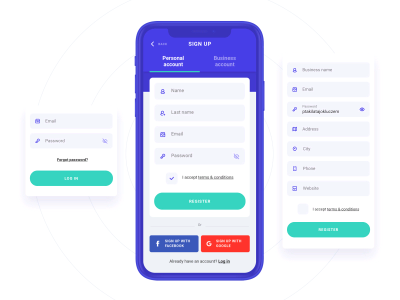 Email
Password
Forgot password?
LOG IN
BACK
SIGN UP
Personal account
Business account
Name
Last name
Email
Password
I accept terms & conditions
REGISTER
Or
SIGN UP WITH FACEBOOK
SIGN UP WITH GOOGLE
Already have an account? Log in
Business name
Email
Password
Address
City
Phone
Website
I accept terms & conditions
REGISTER